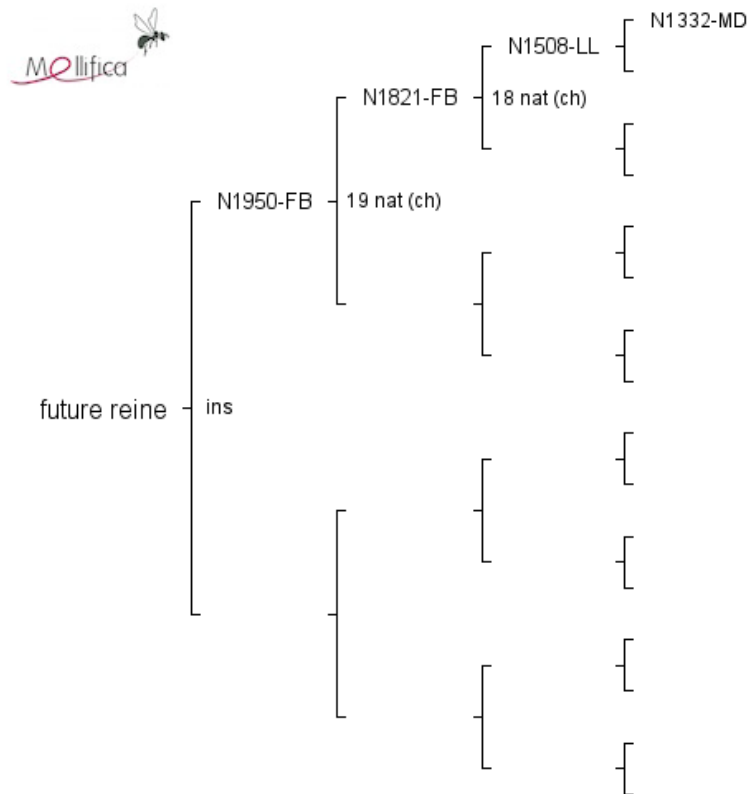 Mellifica
N1332-MD
N1508-LL
N1821-FB
18 nat (ch)
N1950-FB
19 nat (ch)
future reine
ins